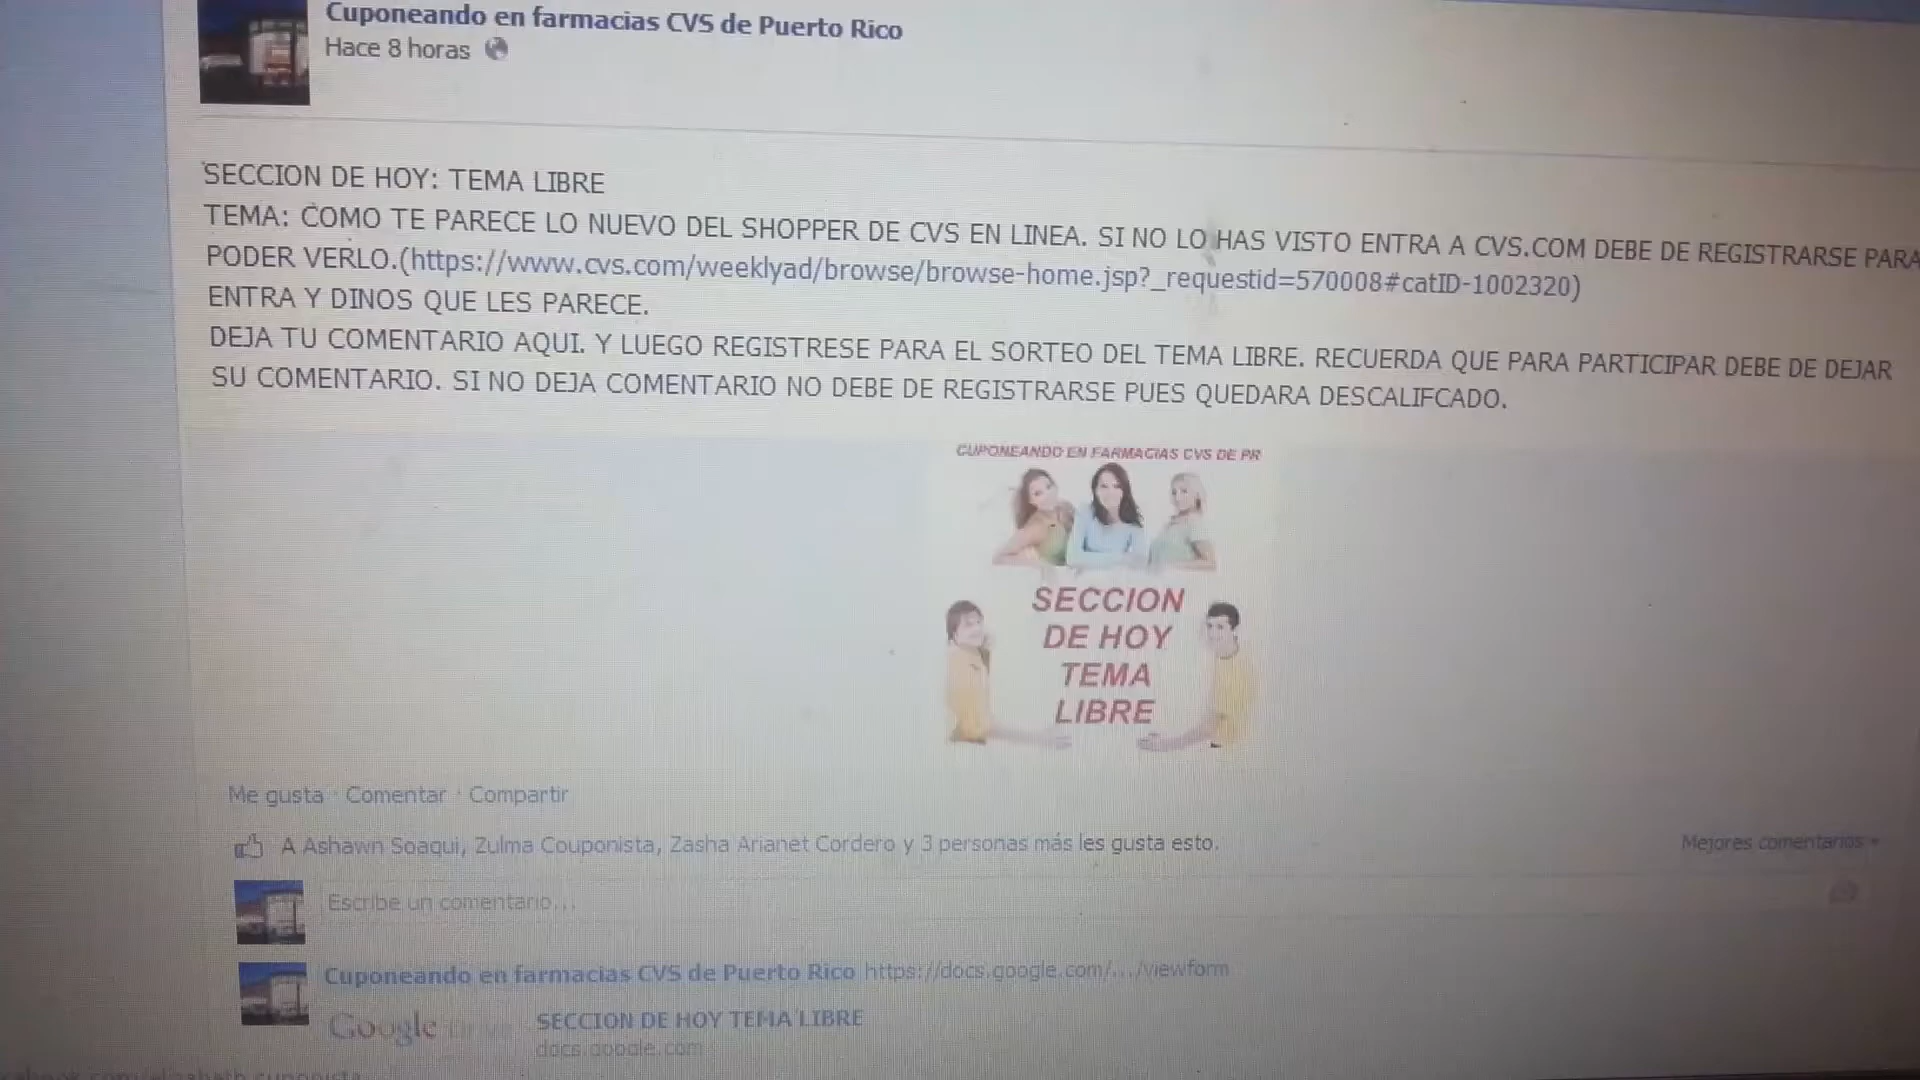 Cuponeando en farmacias CVS de Puerto Rico
Hace 8 horas
SECCION DE HOY: TEMA LIBRE
TEMA: COMO TE PARECE LO NUEVO DEL SHOPPER DE CVS EN LINEA. SI NO LO HAS VISTO ENTRA A CVS.COM DEBE DE REGISTRARSE PARA
PODER VERLO.(https://www.cvs.com/weeklyad/browse/browse-home.jsp?_requestid=570008#catID-1002320)
ENTRA Y DINOS QUE LES PARECE.
DEJA TU COMENTARIO AQUI. Y LUEGO REGISTRESE PARA EL SORTEO DEL TEMA LIBRE. RECUERDA QUE PARA PARTICIPAR DEBE DE DEJAR
SU COMENTARIO. SI NO DEJA COMENTARIO NO DEBE DE REGISTRARSE PUES QUEDARA DESCALIFCADO.
CUPONEANDO EN FARMACIAS CVS DE PR
SECCION
DE HOY
TEMA
LIBRE
Me gusta · Comentar · Compartir
A Ashawn Soaqui, Zulma Couponista, Zasha Arianet Cordero y 3 personas más les gusta esto.
Mejores comentarios
Escribe un comentario...
Cuponeando en farmacias CVS de Puerto Rico https://docs.google.com/.../viewform
Google
SECCION DE HOY TEMA LIBRE
docs.google.com